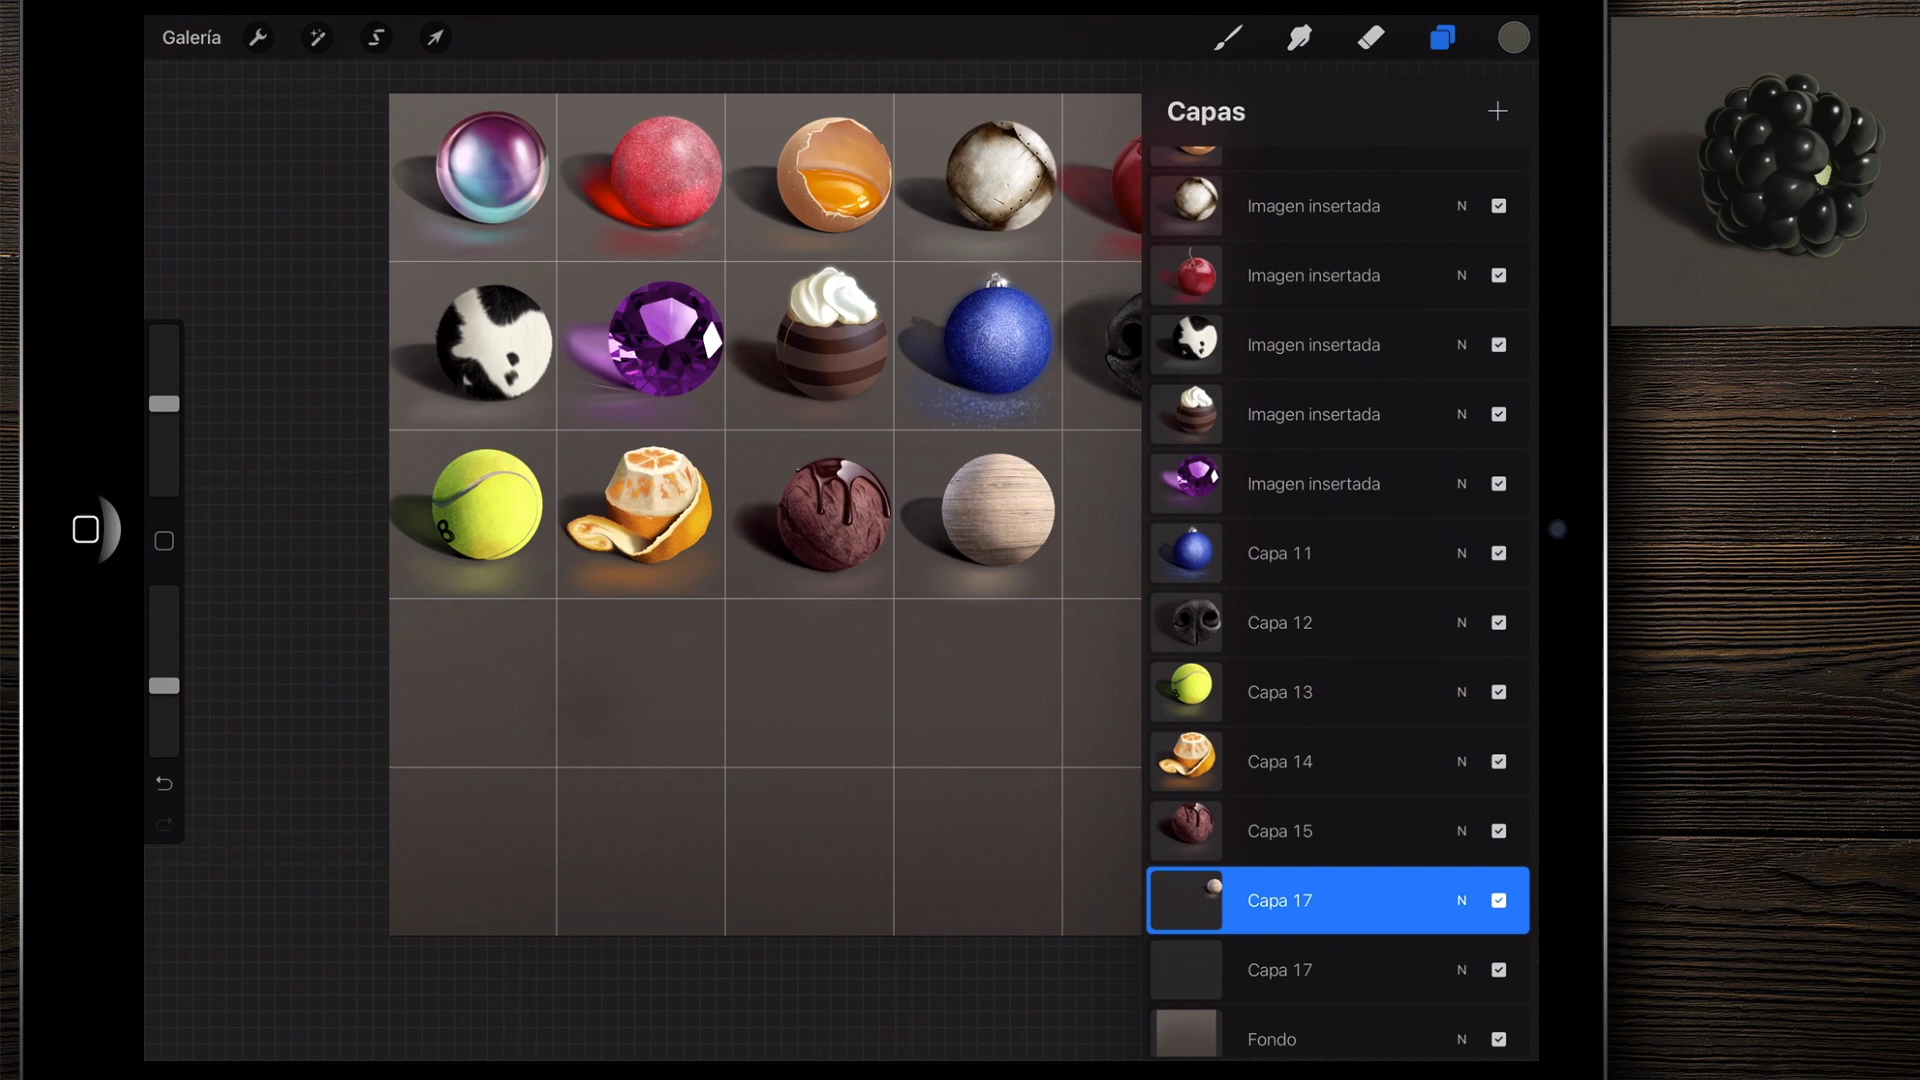 Galería
Capas
Imagen insertada N
Imagen insertada N
Imagen insertada N
Imagen insertada N
Imagen insertada N
Capa 11 N
Capa 12 N
Capa 13 N
Capa 14 N
Capa 15 N
Capa 17 N
Capa 17 N
Fondo N
8